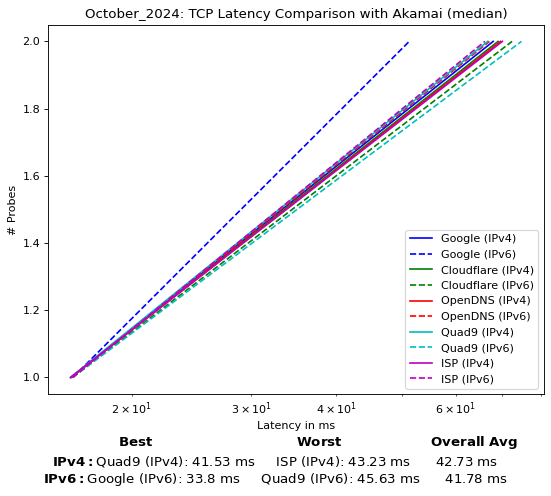 October_2024: TCP Latency Comparison with Akamai (median)
2.0
1.8
1.6
1.4
1.2
1.0
# Probes
Google (IPv4)
Google (IPv6)
Cloudflare (IPv4)
Cloudflare (IPv6)
OpenDNS (IPv4)
OpenDNS (IPv6)
Quad9 (IPv4)
Quad9 (IPv6)
ISP (IPv4)
ISP (IPv6)
2 × 10¹ 3 × 10¹ 4 × 10¹ 6 × 10¹
Latency in ms
Best Worst Overall Avg
IPv4: Quad9 (IPv4): 41.53 ms ISP (IPv4): 43.23 ms 42.73 ms
IPv6: Google (IPv6): 33.8 ms Quad9 (IPv6): 45.63 ms 41.78 ms